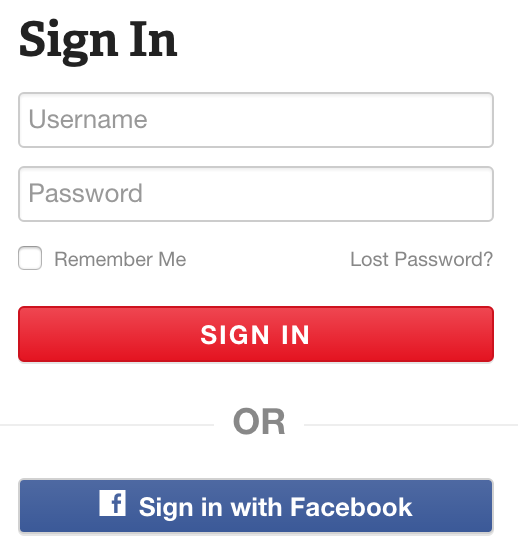 Sign In
Username
Password
Remember Me Lost Password?
SIGN IN
OR
f Sign in with Facebook